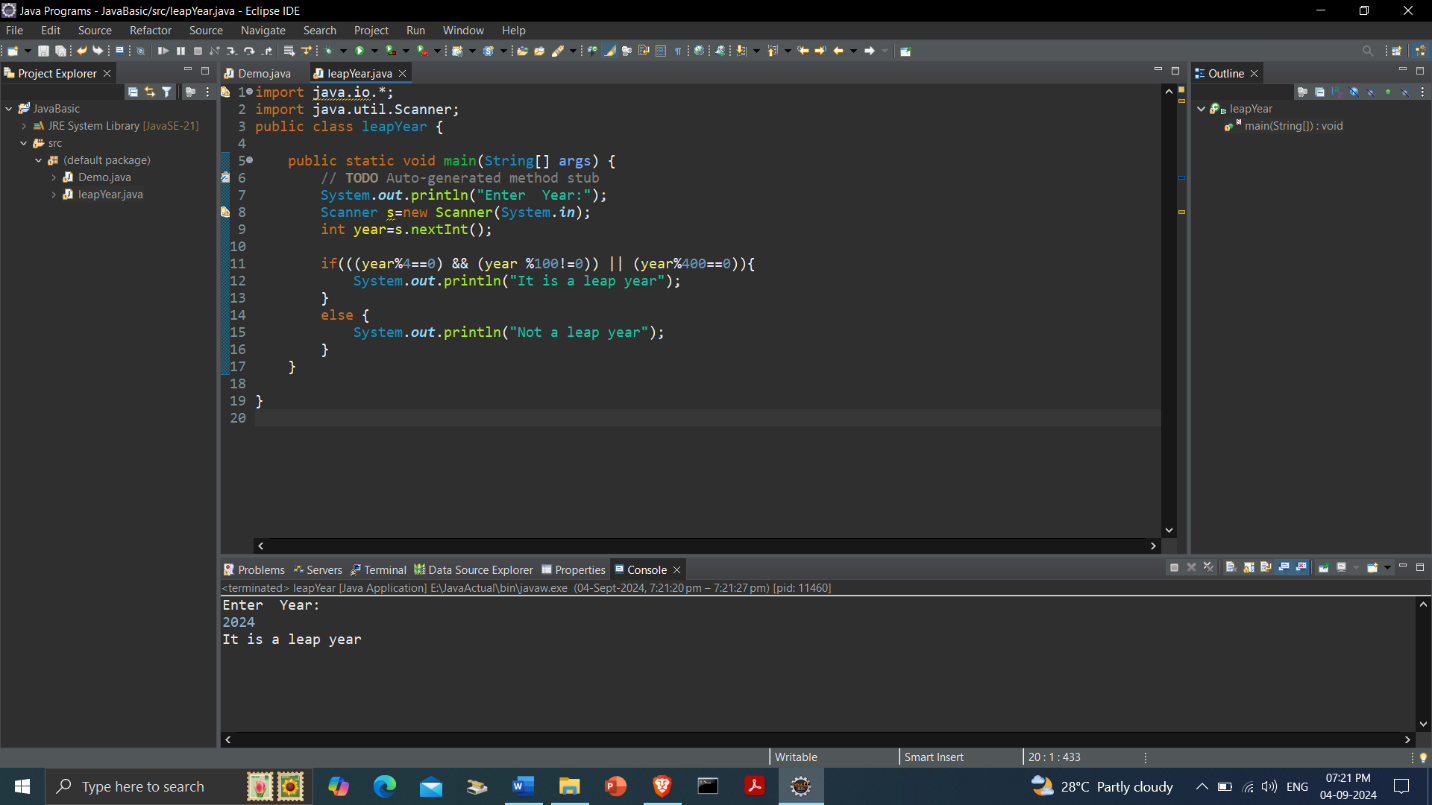 Java Programs - JavaBasic/src/leapYear.java - Eclipse IDE
File Edit Source Refactor Source Navigate Search Project Run Window Help
Project Explorer
JavaBasic
JRE System Library [JavaSE-21]
src
(default package)
Demo.java
leapYear.java
Demo.java leapYear.java
1 import java.io.*;
2 import java.util.Scanner;
3 public class leapYear {
4
5     public static void main(String[] args) {
6         // TODO Auto-generated method stub
7         System.out.println("Enter  Year:");
8         Scanner s=new Scanner(System.in);
9         int year=s.nextInt();
10
11         if(((year%4==0) && (year %100!=0)) || (year%400==0)){
12             System.out.println("It is a leap year");
13         }
14         else {
15             System.out.println("Not a leap year");
16         }
17     }
18
19 }
20
Outline
leapYear
main(String[]) : void
Problems Servers Terminal Data Source Explorer Properties Console
<terminated> leapYear [Java Application] E:\JavaActual\bin\javaw.exe (04-Sept-2024, 7:21:20 pm – 7:21:27 pm) [pid: 11460]
Enter  Year:
2024
It is a leap year
Writable Smart Insert 20 : 1 : 433
Type here to search
28°C Partly cloudy
ENG
07:21 PM
04-09-2024